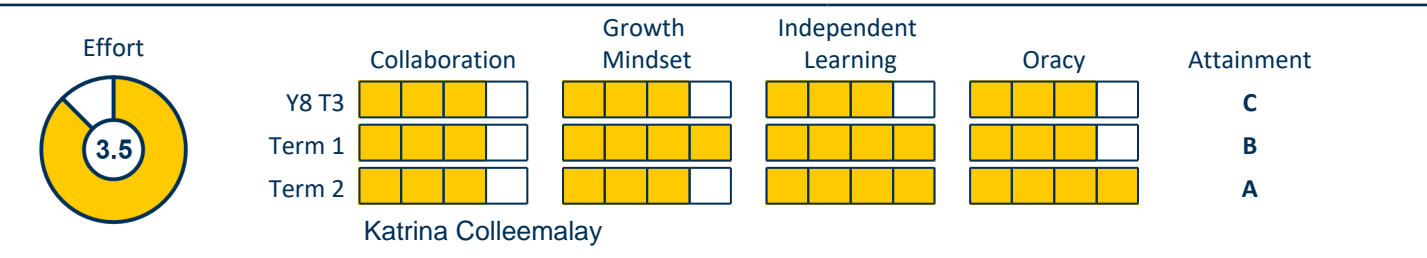 Effort
3.5
Collaboration
Growth
Mindset
Independent
Learning
Oracy
Attainment
Y8 T3
C
Term 1
B
Term 2
A
Katrina Colleemalay